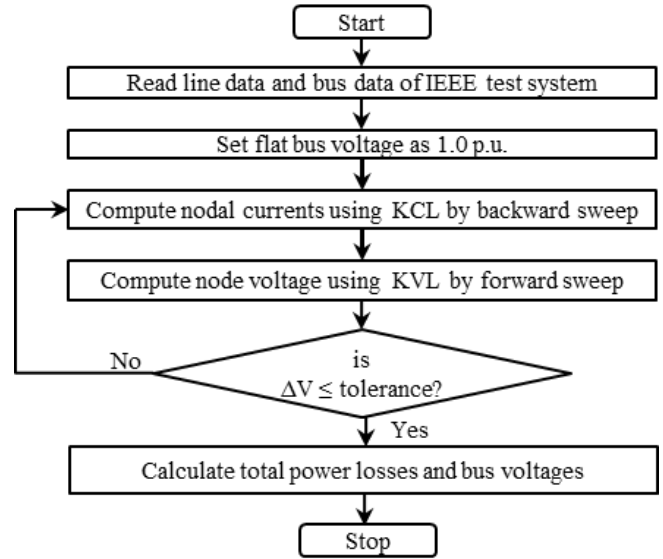 Start
Read line data and bus data of IEEE test system
Set flat bus voltage as 1.0 p.u.
Compute nodal currents using KCL by backward sweep
Compute node voltage using KVL by forward sweep
is
ΔV ≤ tolerance?
No
Yes
Calculate total power losses and bus voltages
Stop